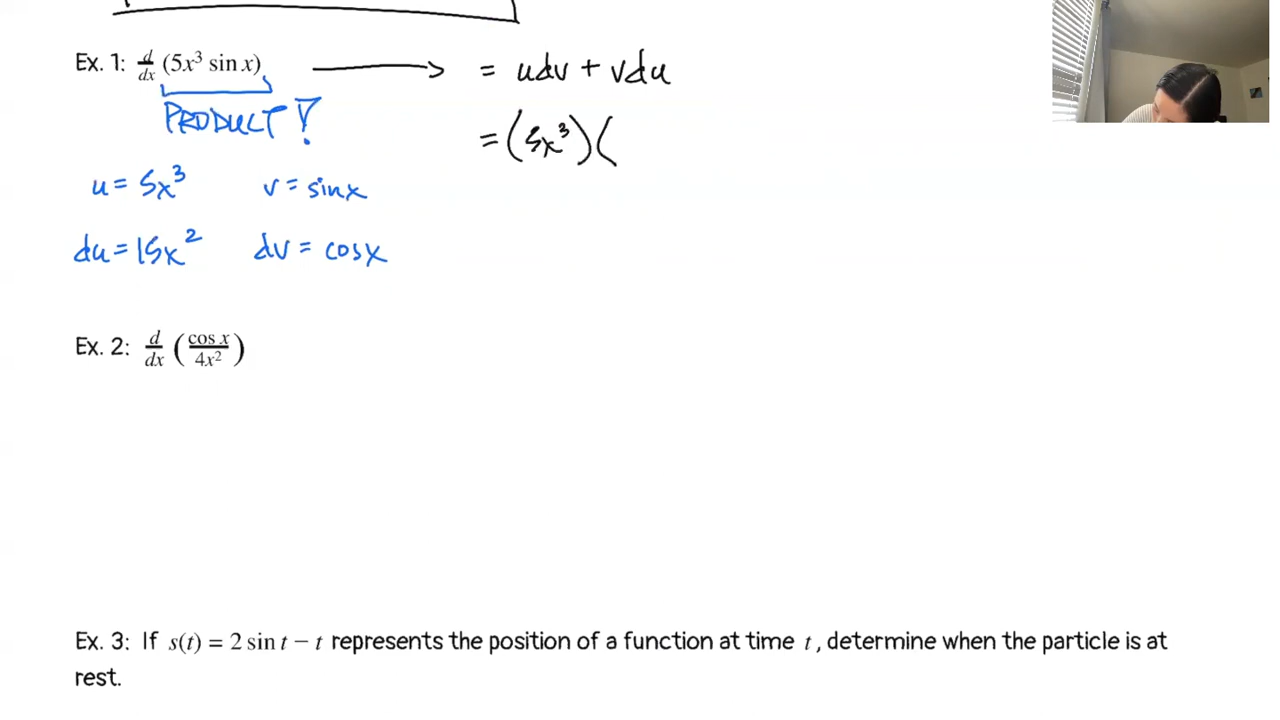 Ex. 1: d/dx (5x³ sin x) → = udv + vdu
PRODUCT!
= (5x³)(
u = 5x³ v = sinx
du = 15x² dv = cosx
Ex. 2: d/dx (cos x / 4x²)
Ex. 3: If s(t) = 2 sin t − t represents the position of a function at time t, determine when the particle is at
rest.